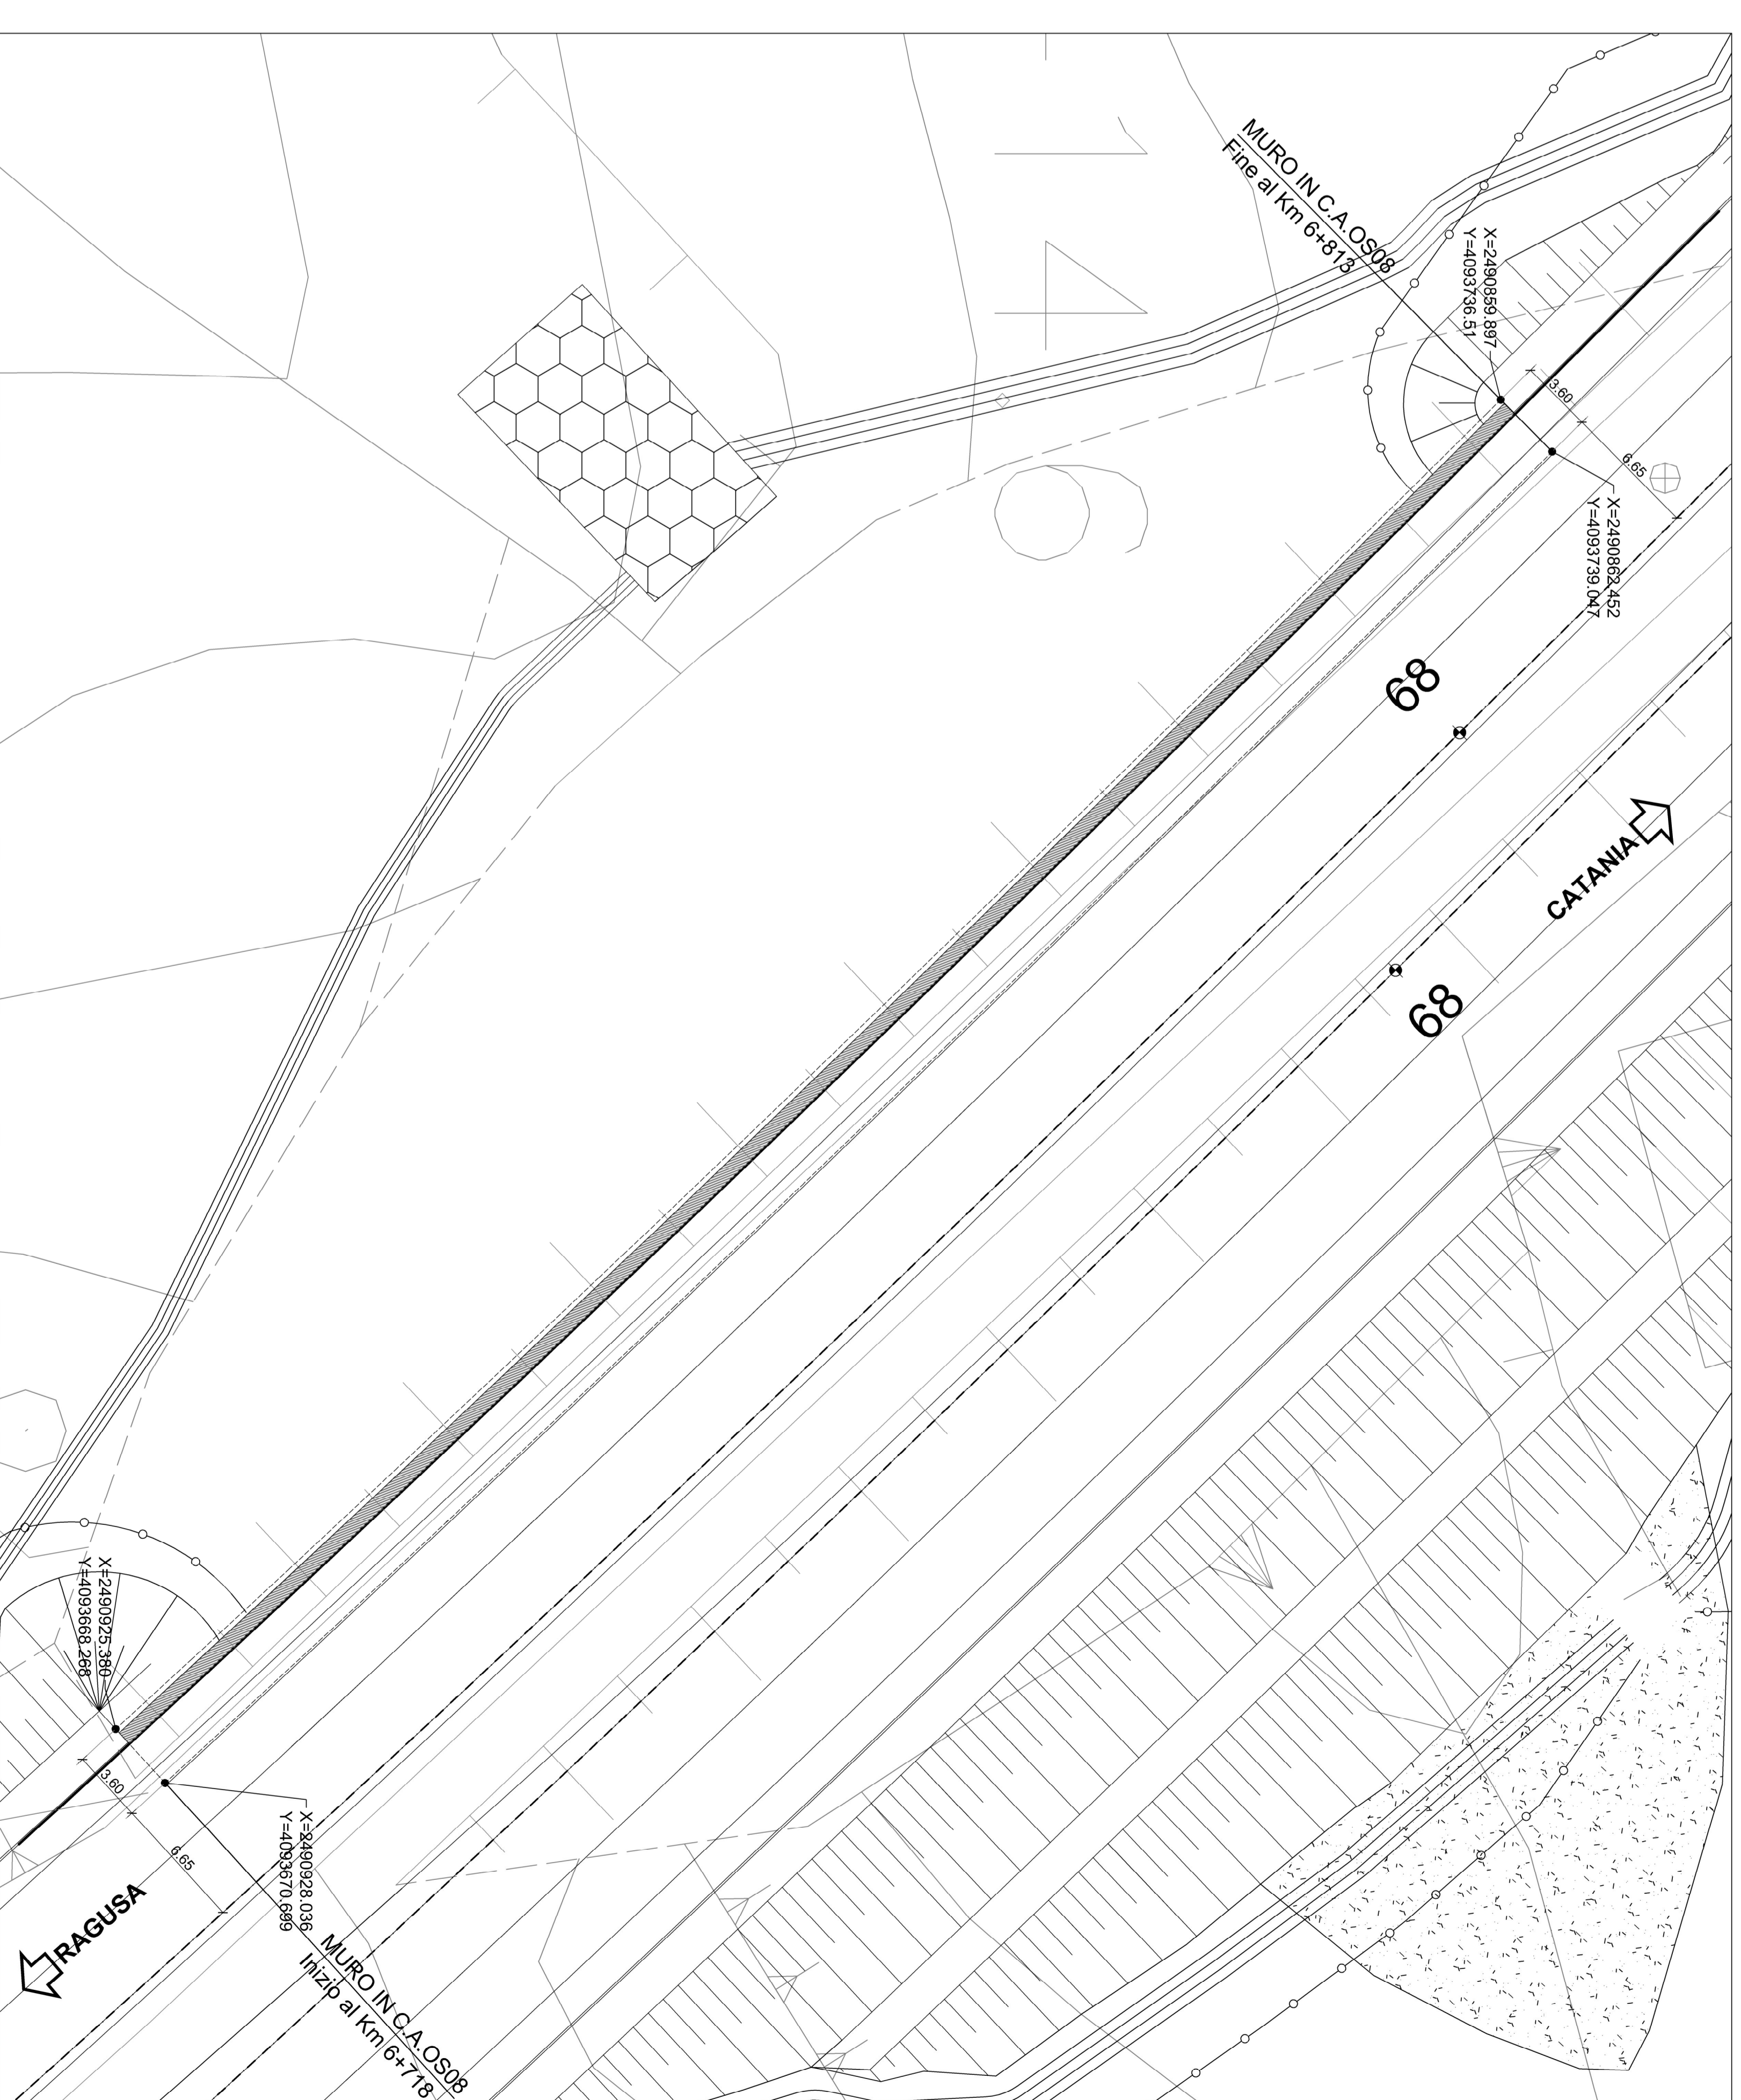 MURO IN C.A.OS08
Fine al Km 6+813
X=2490859.897
Y=4093736.51
3.60
6.65
X=2490862.452
Y=4093739.047
68
CATANIA
68
X=2490925.380
Y=4093668.268
3.60
6.65
X=2490928.036
Y=4093670.699
RAGUSA
MURO IN C.A.OS08
Inizio al Km 6+718